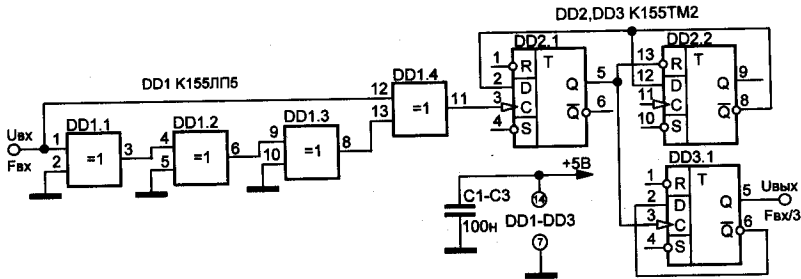 DD2,DD3 К155ТМ2
DD2.1
DD2.2
DD1 К155ЛП5
DD1.4
12
13
=1
11
1
2
3
4
R
D
C
S
T
Q
Q
5
6
13
12
11
10
R
D
C
S
T
Q
Q
9
8
Uвх
Fвх
DD1.1
1
2
=1
3
DD1.2
4
5
=1
6
DD1.3
9
10
=1
8
C1-C3
100н
+5В
14
DD1-DD3
7
DD3.1
1
2
3
4
R
D
C
S
T
Q
Q
5
6
Uвых
Fвх/3